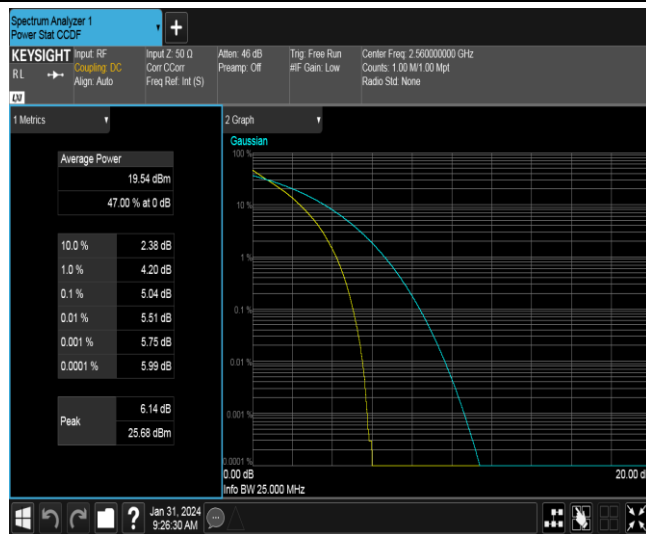 Spectrum Analyzer 1
Power Stat CCDF
KEYSIGHT
RL
LXI
Input: RF
Coupling: DC
Align: Auto
Input Z: 50 Ω
Corr CCorr
Freq Ref: Int (S)
Atten: 46 dB
Preamp: Off
Trig: Free Run
#IF Gain: Low
Center Freq: 2.560000000 GHz
Counts: 1.00 M/1.00 Mpt
Radio Std: None
1 Metrics
Average Power
19.54 dBm
47.00 % at 0 dB
10.0 % 2.38 dB
1.0 % 4.20 dB
0.1 % 5.04 dB
0.01 % 5.51 dB
0.001 % 5.75 dB
0.0001 % 5.99 dB
Peak
6.14 dB
25.68 dBm
2 Graph
Gaussian
100 %
10 %
1 %
0.1 %
0.01 %
0.001 %
0.0001 %
0.00 dB
20.00 d
Info BW 25.000 MHz
?
Jan 31, 2024
9:26:30 AM